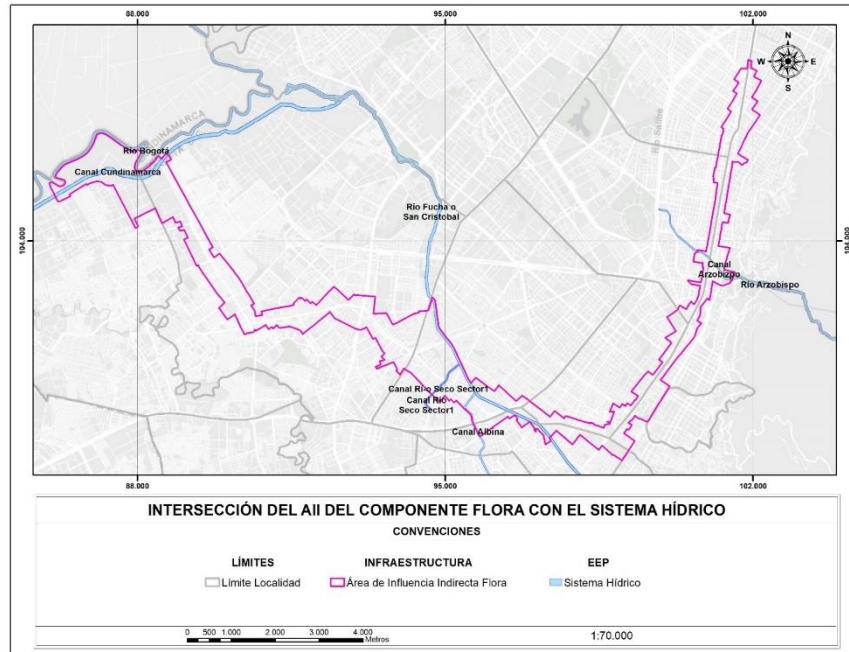 88.000
95.000
102.000
N
W
E
S
CUNDINAMARCA
Río Salitre
Río Bogotá
Canal Cundinamarca
Río Fucha o
San Cristobal
104.000
104.000
Canal
Arzobizpo
Río Arzobispo
Canal Rí-o Seco Sector1
Canal Río
Seco Sector1
Canal Albina
88.000
95.000
102.000
INTERSECCIÓN DEL AII DEL COMPONENTE FLORA CON EL SISTEMA HÍDRICO
CONVENCIONES
LÍMITES
INFRAESTRUCTURA
EEP
Límite Localidad
Área de Influencia Indirecta Flora
Sistema Hídrico
0 500 1.000 2.000 3.000 4.000
Metros
1:70.000